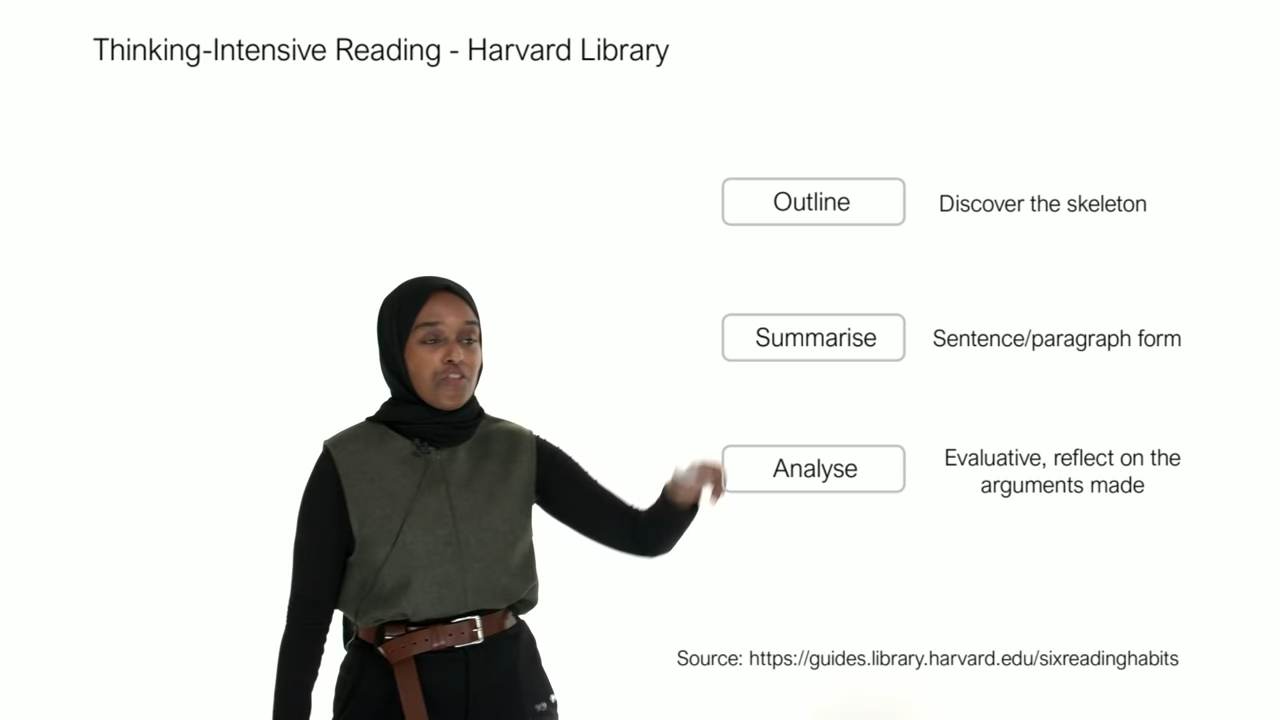 Thinking-Intensive Reading - Harvard Library
Outline
Discover the skeleton
Summarise
Sentence/paragraph form
Analyse
Evaluative, reflect on the
arguments made
Source: https://guides.library.harvard.edu/sixreadinghabits